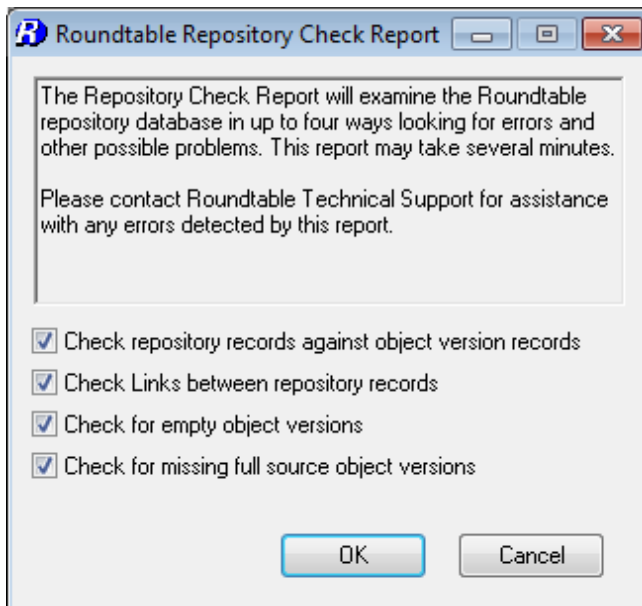 R Roundtable Repository Check Report
The Repository Check Report will examine the Roundtable
repository database in up to four ways looking for errors and
other possible problems. This report may take several minutes.
Please contact Roundtable Technical Support for assistance
with any errors detected by this report.
Check repository records against object version records
Check Links between repository records
Check for empty object versions
Check for missing full source object versions
OK Cancel